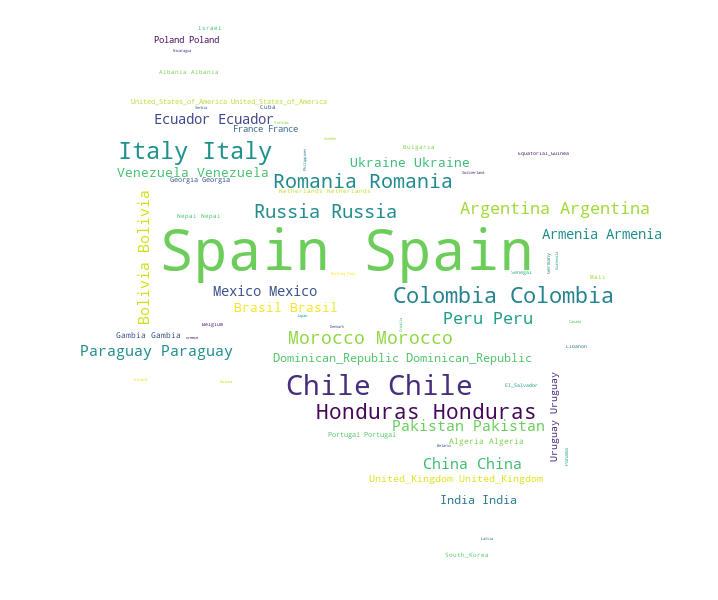 Israel
Poland Poland
Nicaragua
Albania Albania
United_States_of_America United_States_of_America
Cuba
Ecuador Ecuador
France France
Italy Italy
Bulgaria
Equatorial_Guinea
Philippines
Ukraine Ukraine
Venezuela Venezuela
Switzerland
Georgia Georgia
Romania Romania
Netherlands Netherlands
Bolivia Bolivia
Nepal Nepal
Russia Russia
Argentina Argentina
Armenia Armenia
Spain Spain
Germany
Senegal
Mali
Mexico Mexico
Colombia Colombia
Brasil Brasil
Peru Peru
Belgium
Denmark
Gambia Gambia
Morocco Morocco
Libanon
Paraguay Paraguay
Dominican_Republic Dominican_Republic
Chile Chile
El_Salvador
Uruguay Uruguay
Honduras Honduras
Pakistan Pakistan
Portugal Portugal
Algeria Algeria
Panama
China China
United_Kingdom United_Kingdom
India India
Latvia
South_Korea